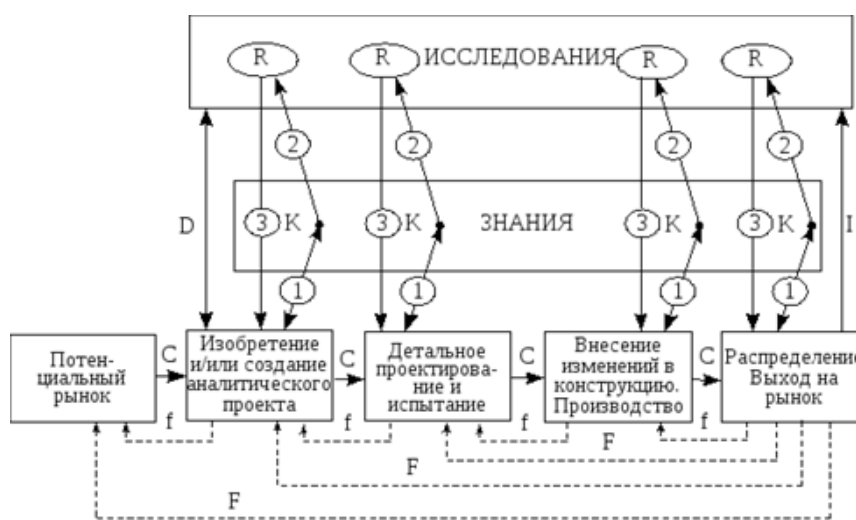 R R ИССЛЕДОВАНИЯ R R
2 2 2 2
D 3 K 3 K ЗНАНИЯ 3 K 3 K I
1 1 1 1
Потен-
циальный
рынок
C
Изобретение
и/или создание
аналитического
проекта
C
Детальное
проектирова-
ние и
испытание
C
Внесение
изменений в
конструкцию.
Производство
C
Распределение
Выход на
рынок
f f f f
F
F
F